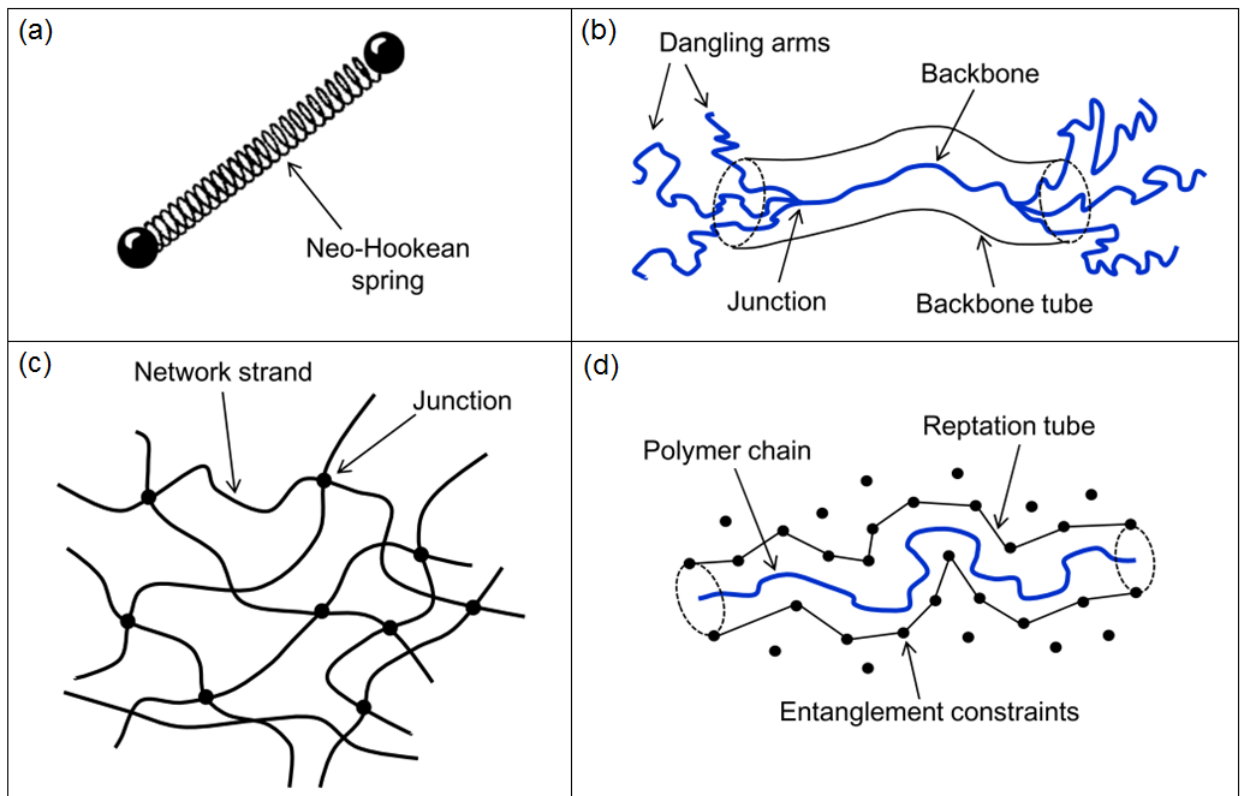 (a)
Neo-Hookean
spring
(b)
Dangling arms
Backbone
Junction
Backbone tube
(c)
Network strand
Junction
(d)
Reptation tube
Polymer chain
Entanglement constraints